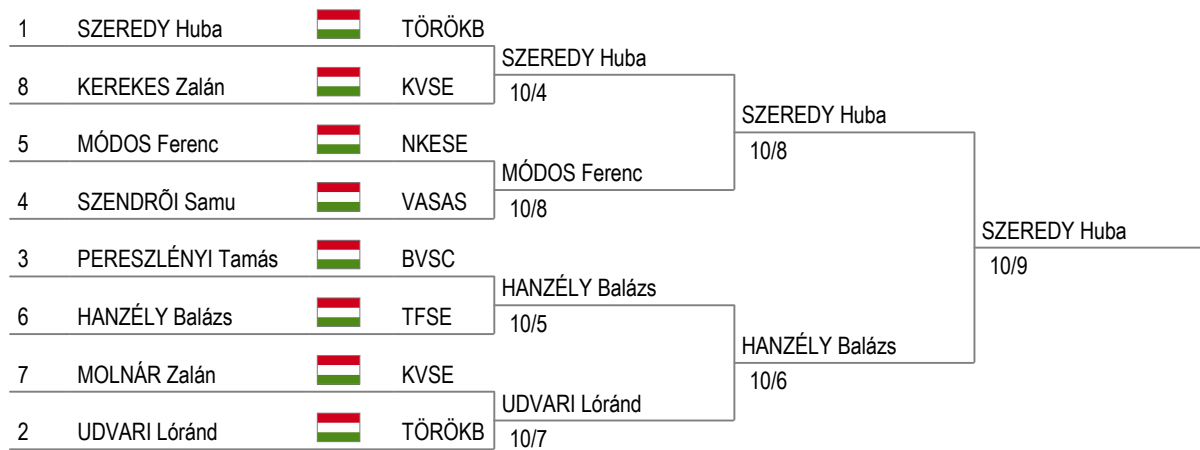 1 SZEREDY Huba TÖRÖKB
SZEREDY Huba
8 KEREKES Zalán KVSE
10/4
SZEREDY Huba
5 MÓDOS Ferenc NKESE
10/8
MÓDOS Ferenc
4 SZENDRÕI Samu VASAS
10/8
SZEREDY Huba
3 PERESZLÉNYI Tamás BVSC
10/9
HANZÉLY Balázs
6 HANZÉLY Balázs TFSE
10/5
HANZÉLY Balázs
7 MOLNÁR Zalán KVSE
10/6
UDVARI Lóránd
2 UDVARI Lóránd TÖRÖKB
10/7